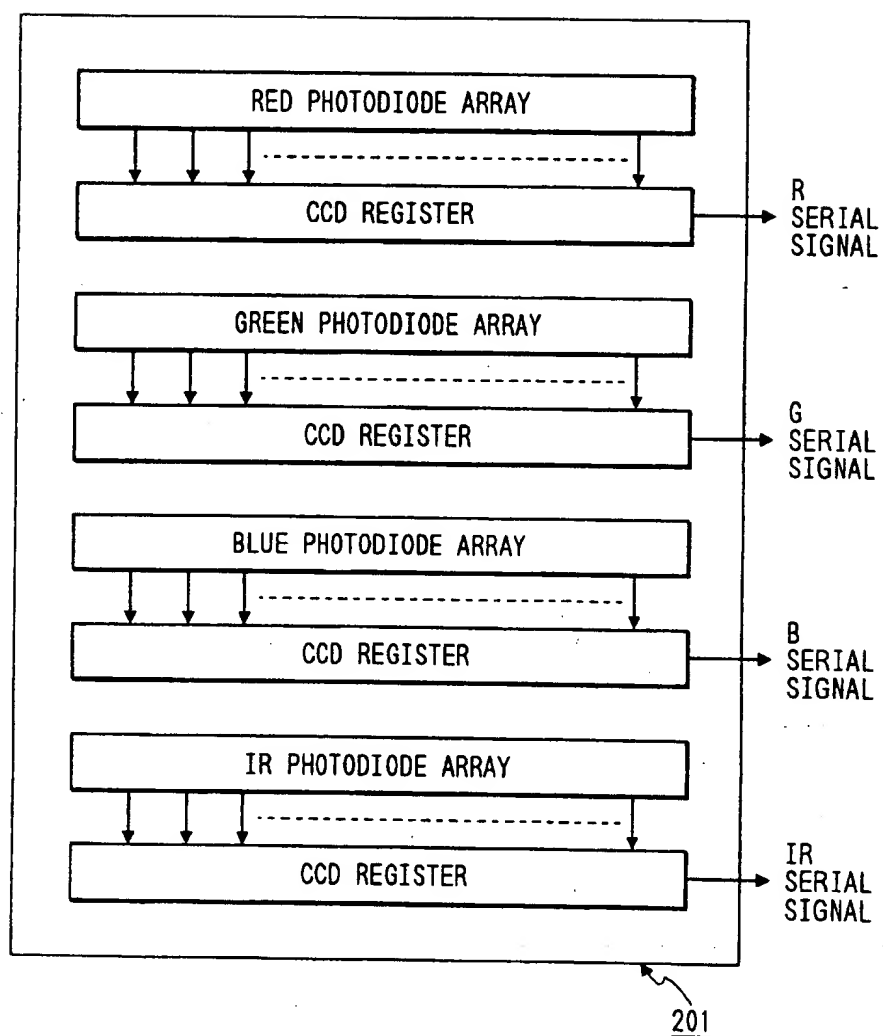 RED PHOTODIODE ARRAY
CCD REGISTER
R
SERIAL
SIGNAL
GREEN PHOTODIODE ARRAY
CCD REGISTER
G
SERIAL
SIGNAL
BLUE PHOTODIODE ARRAY
CCD REGISTER
B
SERIAL
SIGNAL
IR PHOTODIODE ARRAY
CCD REGISTER
IR
SERIAL
SIGNAL
201